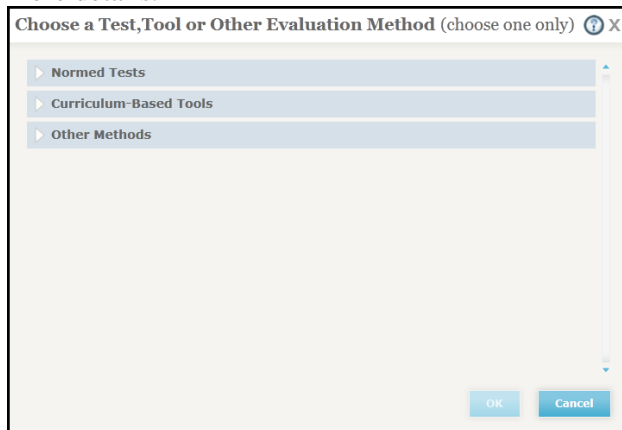 Choose a Test,Tool or Other Evaluation Method (choose one only) ? X
Normed Tests
Curriculum-Based Tools
Other Methods
OK
Cancel